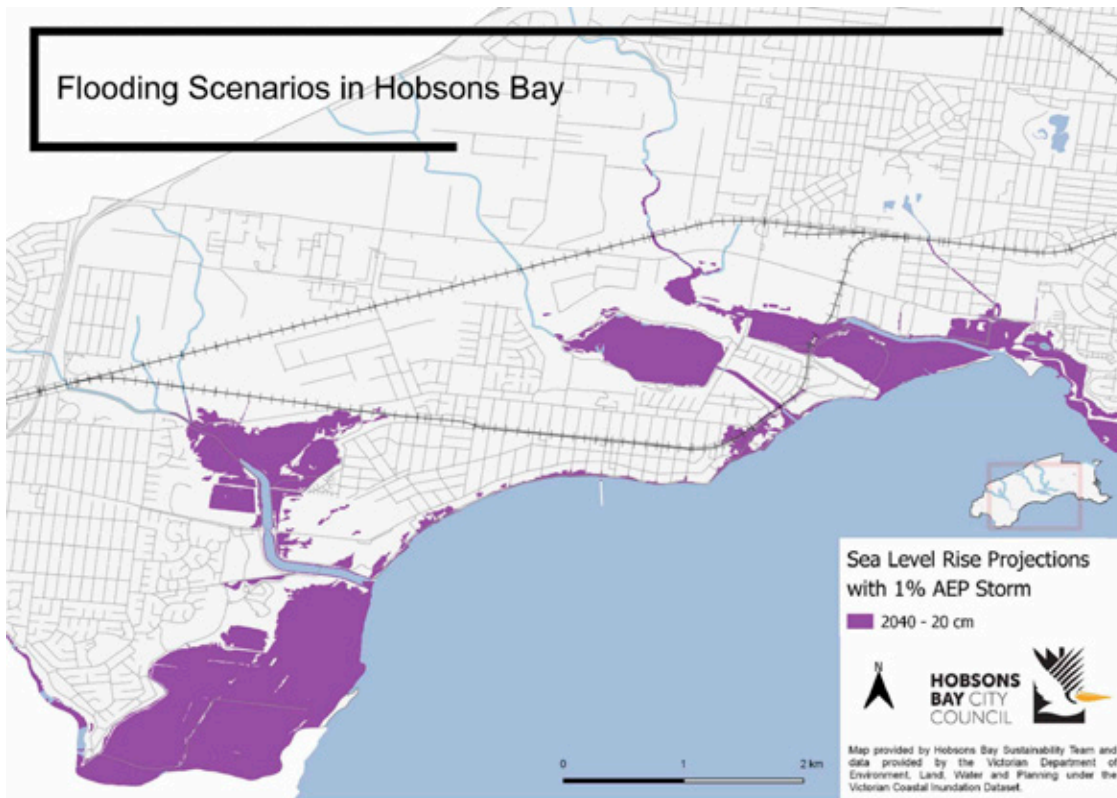 Flooding Scenarios in Hobsons Bay
Sea Level Rise Projections
with 1% AEP Storm
2040 - 20 cm
N
HOBSONS
BAY CITY
COUNCIL
0 1 2 km
Map provided by Hobsons Bay Sustainability Team and
data provided by the Victorian Department of
Environment, Land, Water and Planning under the
Victorian Coastal Inundation Dataset.